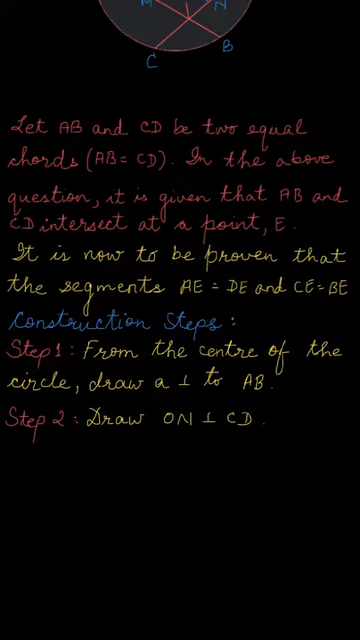 M
N
B
C
Let AB and CD be two equal
chords (AB = CD). In the above
question, it is given that AB and
CD intersect at a point, E.
It is now to be proven that
the segments AE = DE and CE = BE
Construction Steps:
Step 1: From the centre of the
circle, draw a ⊥ to AB.
Step 2: Draw ON ⊥ CD.